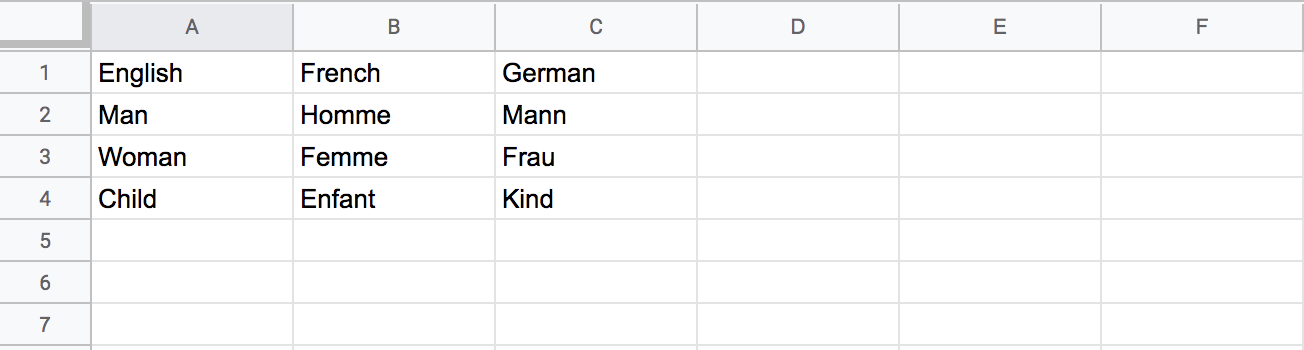 A B C D E F
1 English French German
2 Man Homme Mann
3 Woman Femme Frau
4 Child Enfant Kind
5
6
7